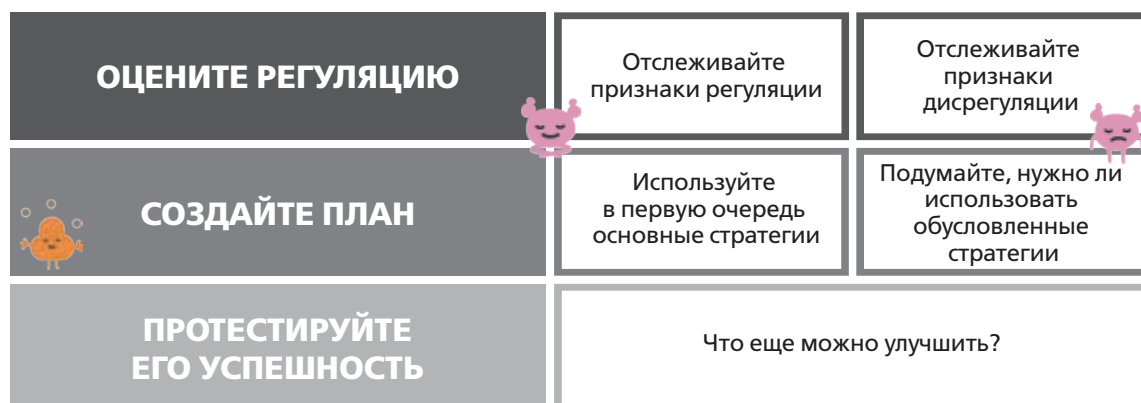 ОЦЕНИТЕ РЕГУЛЯЦИЮ
Отслеживайте
признаки регуляции
Отслеживайте
признаки
дисрегуляции
СОЗДАЙТЕ ПЛАН
Используйте
в первую очередь
основные стратегии
Подумайте, нужно ли
использовать
обусловленные
стратегии
ПРОТЕСТИРУЙТЕ
ЕГО УСПЕШНОСТЬ
Что еще можно улучшить?